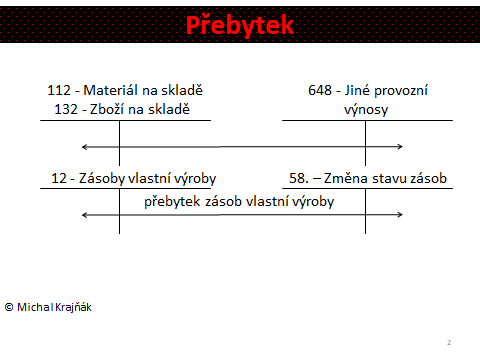 Přebytek
112 - Materiál na skladě
132 - Zboží na skladě
648 - Jiné provozní
výnosy
12 - Zásoby vlastní výroby
58. – Změna stavu zásob
přebytek zásob vlastní výroby
© Michal Krajňák
2